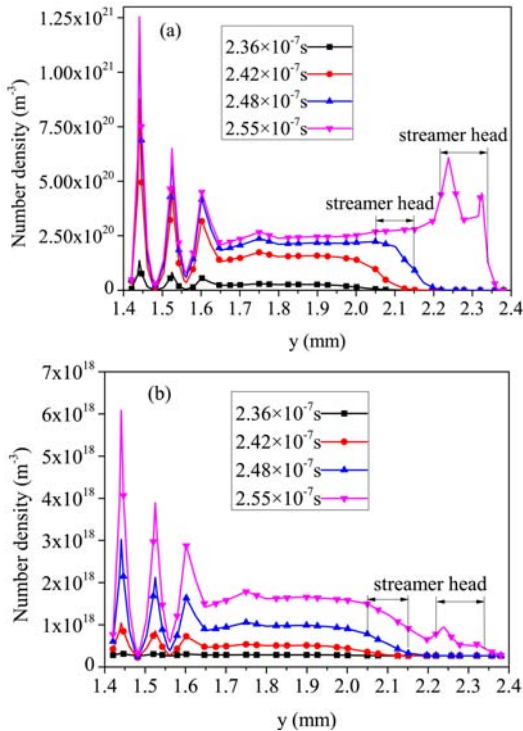 (a)
2.36×10⁻⁷s
2.42×10⁻⁷s
2.48×10⁻⁷s
2.55×10⁻⁷s
streamer head
streamer head
Number density (m⁻³)
1.25x10²¹
1.00x10²¹
7.50x10²⁰
5.00x10²⁰
2.50x10²⁰
0.00
1.4 1.5 1.6 1.7 1.8 1.9 2.0 2.1 2.2 2.3 2.4
y (mm)
(b)
2.36×10⁻⁷s
2.42×10⁻⁷s
2.48×10⁻⁷s
2.55×10⁻⁷s
streamer head
Number density (m⁻³)
7x10¹⁸
6x10¹⁸
5x10¹⁸
4x10¹⁸
3x10¹⁸
2x10¹⁸
1x10¹⁸
0
1.4 1.5 1.6 1.7 1.8 1.9 2.0 2.1 2.2 2.3 2.4
y (mm)